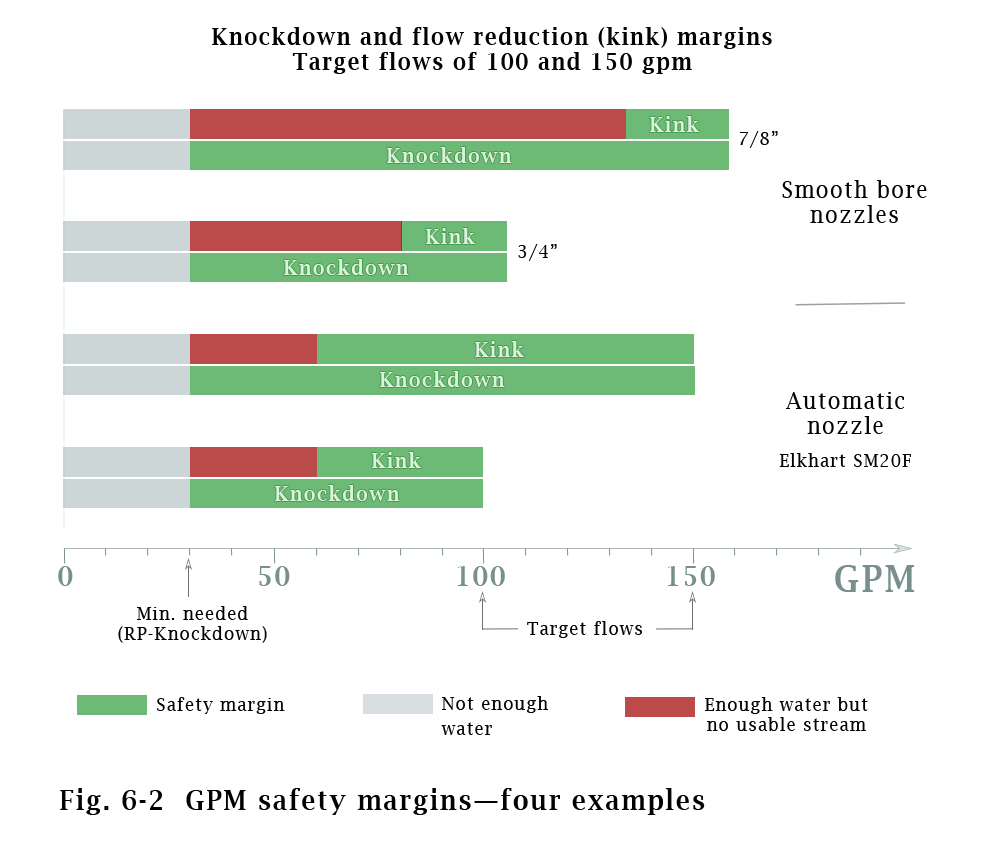 Knockdown and flow reduction (kink) margins
Target flows of 100 and 150 gpm
Kink
Knockdown
7/8”
Smooth bore
nozzles
Kink
Knockdown
3/4”
Kink
Knockdown
Automatic
nozzle
Elkhart SM20F
Kink
Knockdown
0 50 100 150 GPM
Min. needed
(RP-Knockdown)
Target flows
Safety margin
Not enough
water
Enough water but
no usable stream
Fig. 6-2 GPM safety margins—four examples